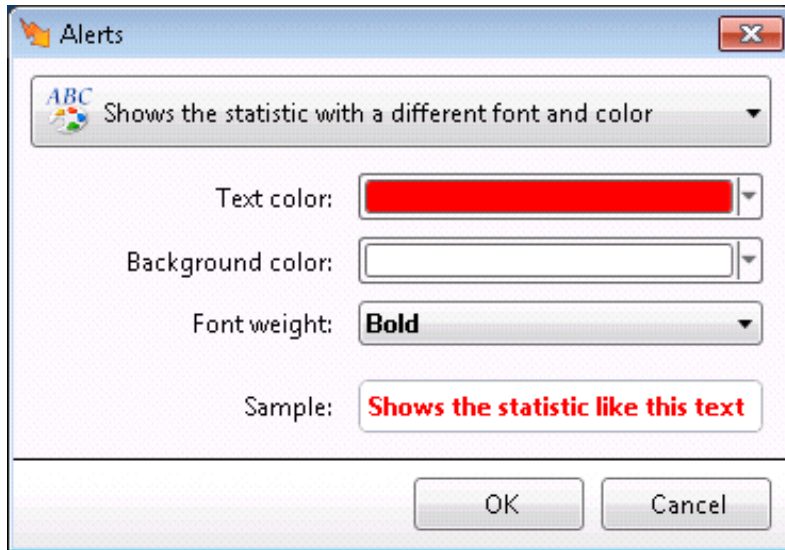 Alerts
ABC
Shows the statistic with a different font and color
Text color:
Background color:
Font weight: Bold
Sample: Shows the statistic like this text
OK Cancel